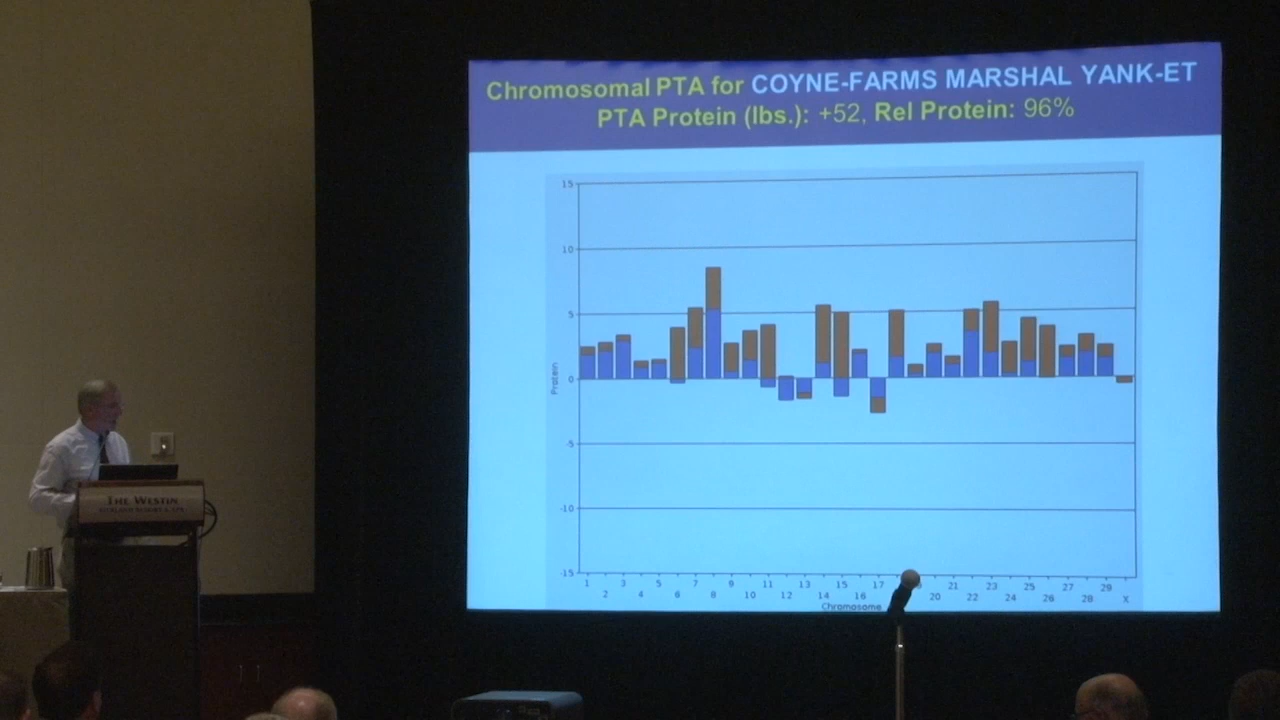 Chromosomal PTA for COYNE-FARMS MARSHAL YANK-ET
PTA Protein (lbs.): +52, Rel Protein: 96%
15
10
5
0
-5
-10
-15
Protein
1 3 5 7 9 11 13 15 17 21 23 25 27 29
2 4 6 8 10 12 14 16 20 22 24 26 28 X
Chromosome
THE WESTIN